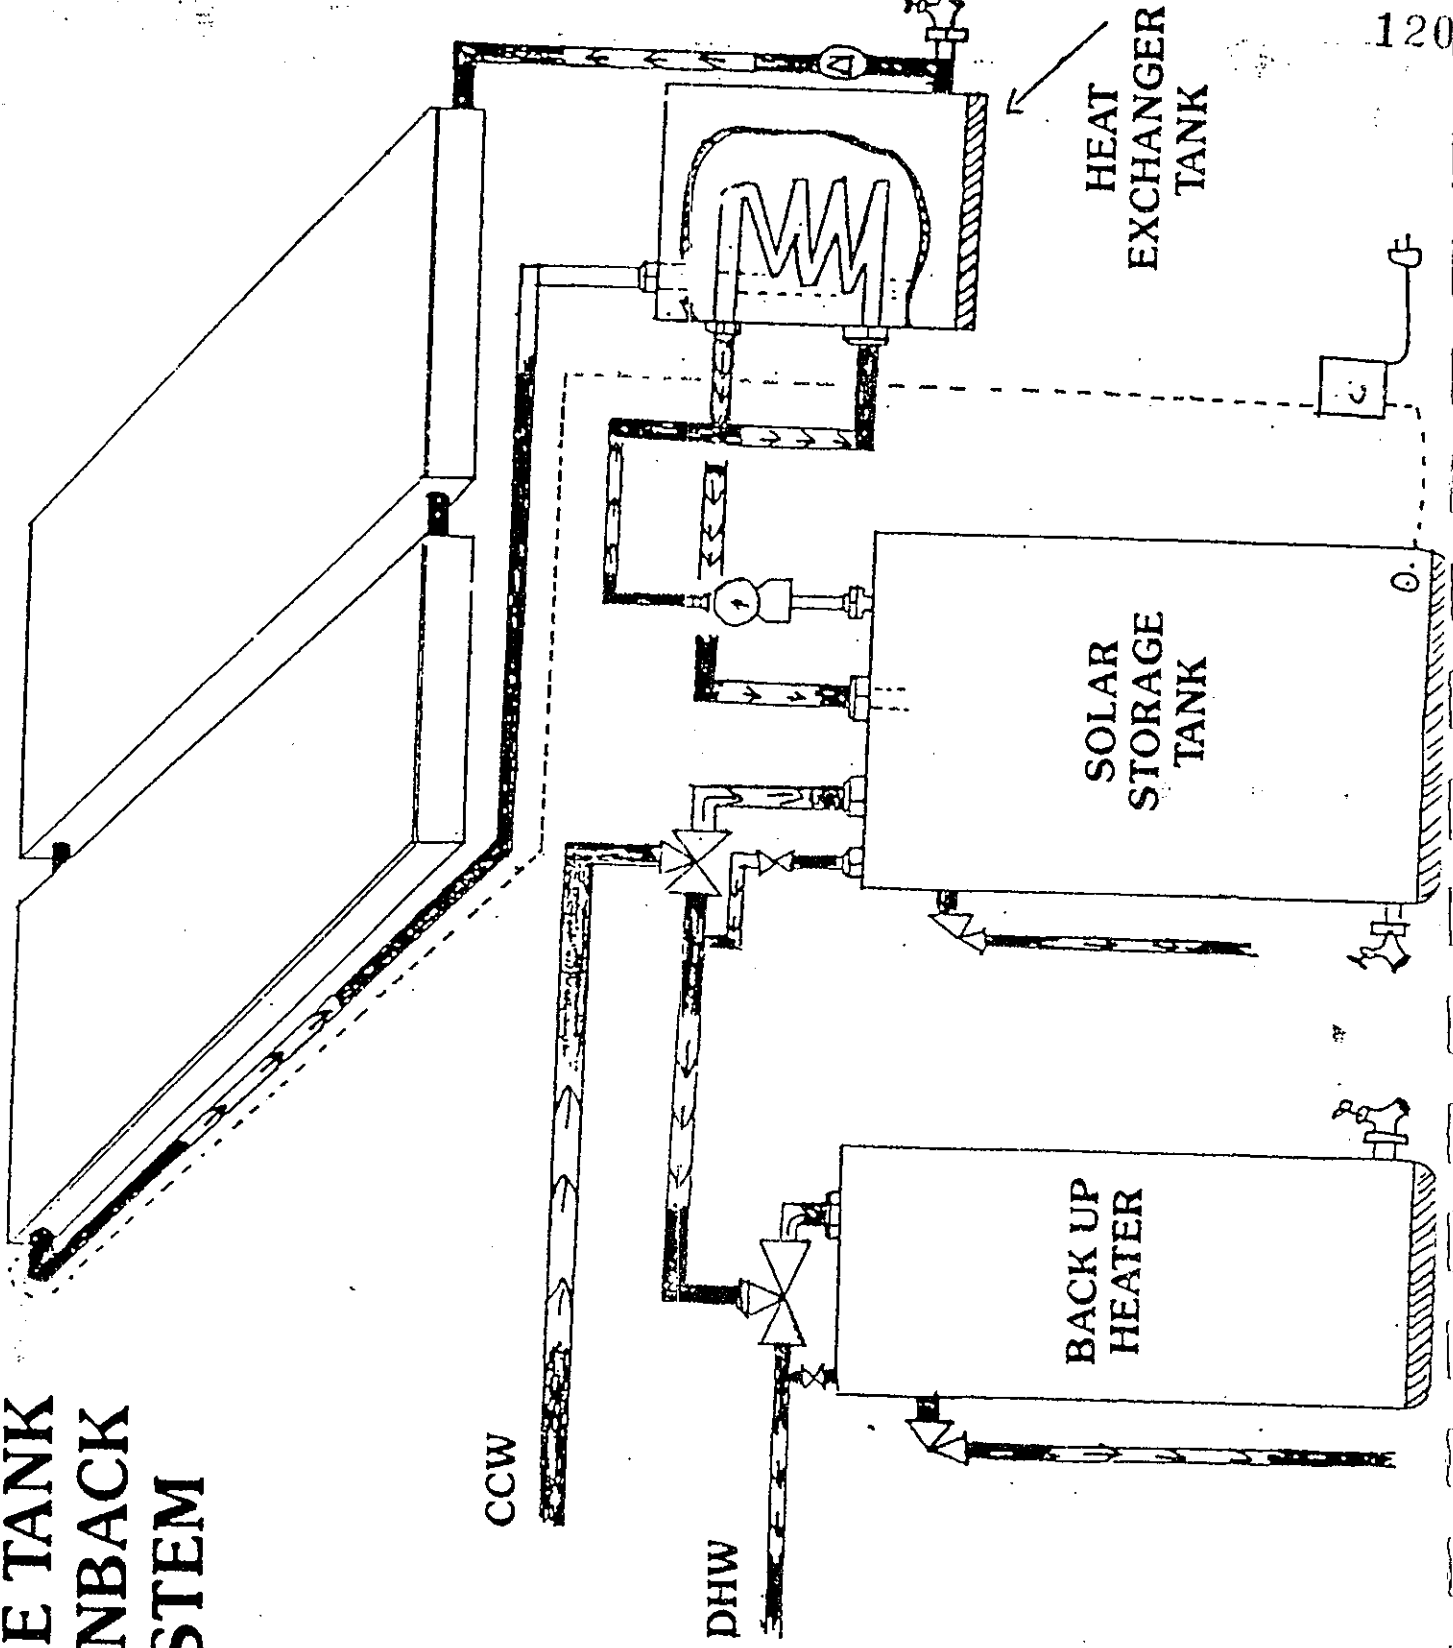 120
E TANK
NBACK
STEM
HEAT
EXCHANGER
TANK
SOLAR
STORAGE
TANK
BACK UP
HEATER
CCW
DHW
C